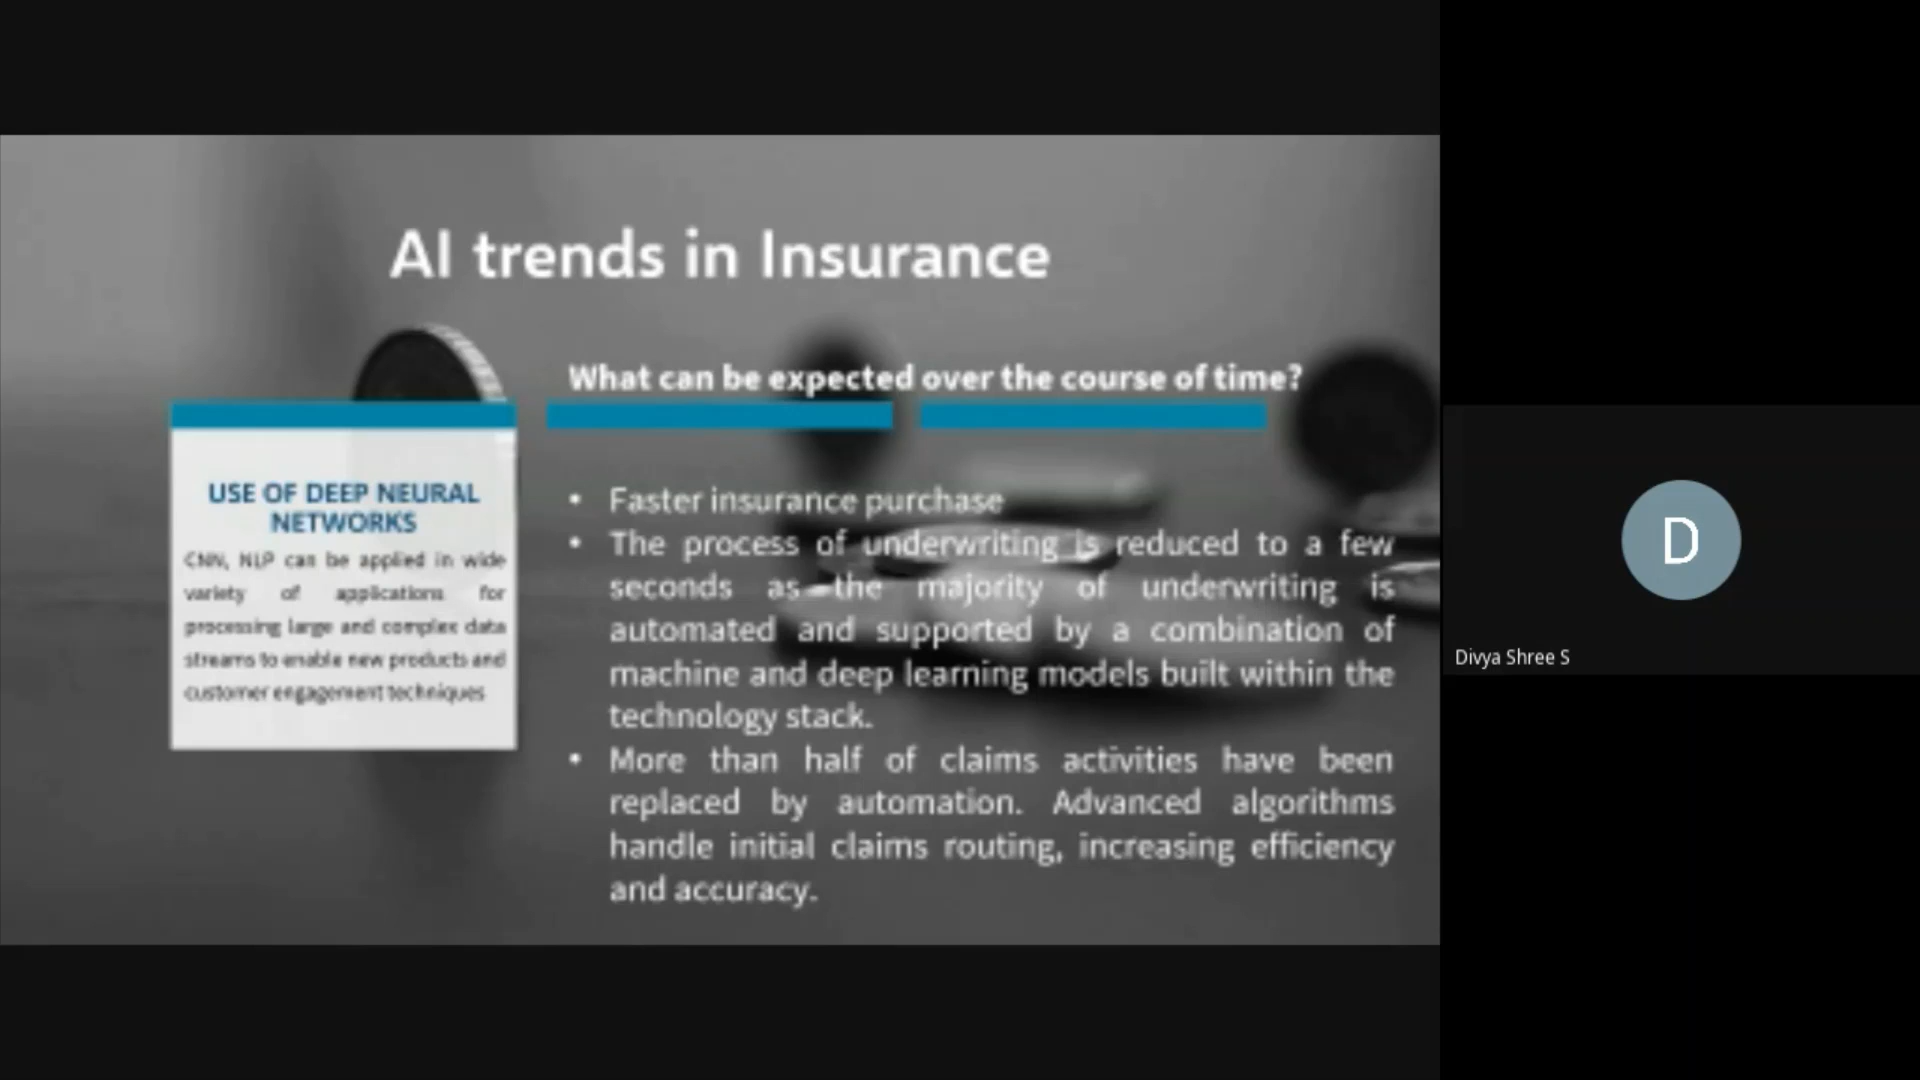 AI trends in Insurance
What can be expected over the course of time?
USE OF DEEP NEURAL
NETWORKS
CNN, NLP can be applied in wide
variety of applications for
processing large and complex data
streams to enable new products and
customer engagement techniques
• Faster insurance purchase
• The process of underwriting is reduced to a few
seconds as the majority of underwriting is
automated and supported by a combination of
machine and deep learning models built within the
technology stack.
• More than half of claims activities have been
replaced by automation. Advanced algorithms
handle initial claims routing, increasing efficiency
and accuracy.
D
Divya Shree S